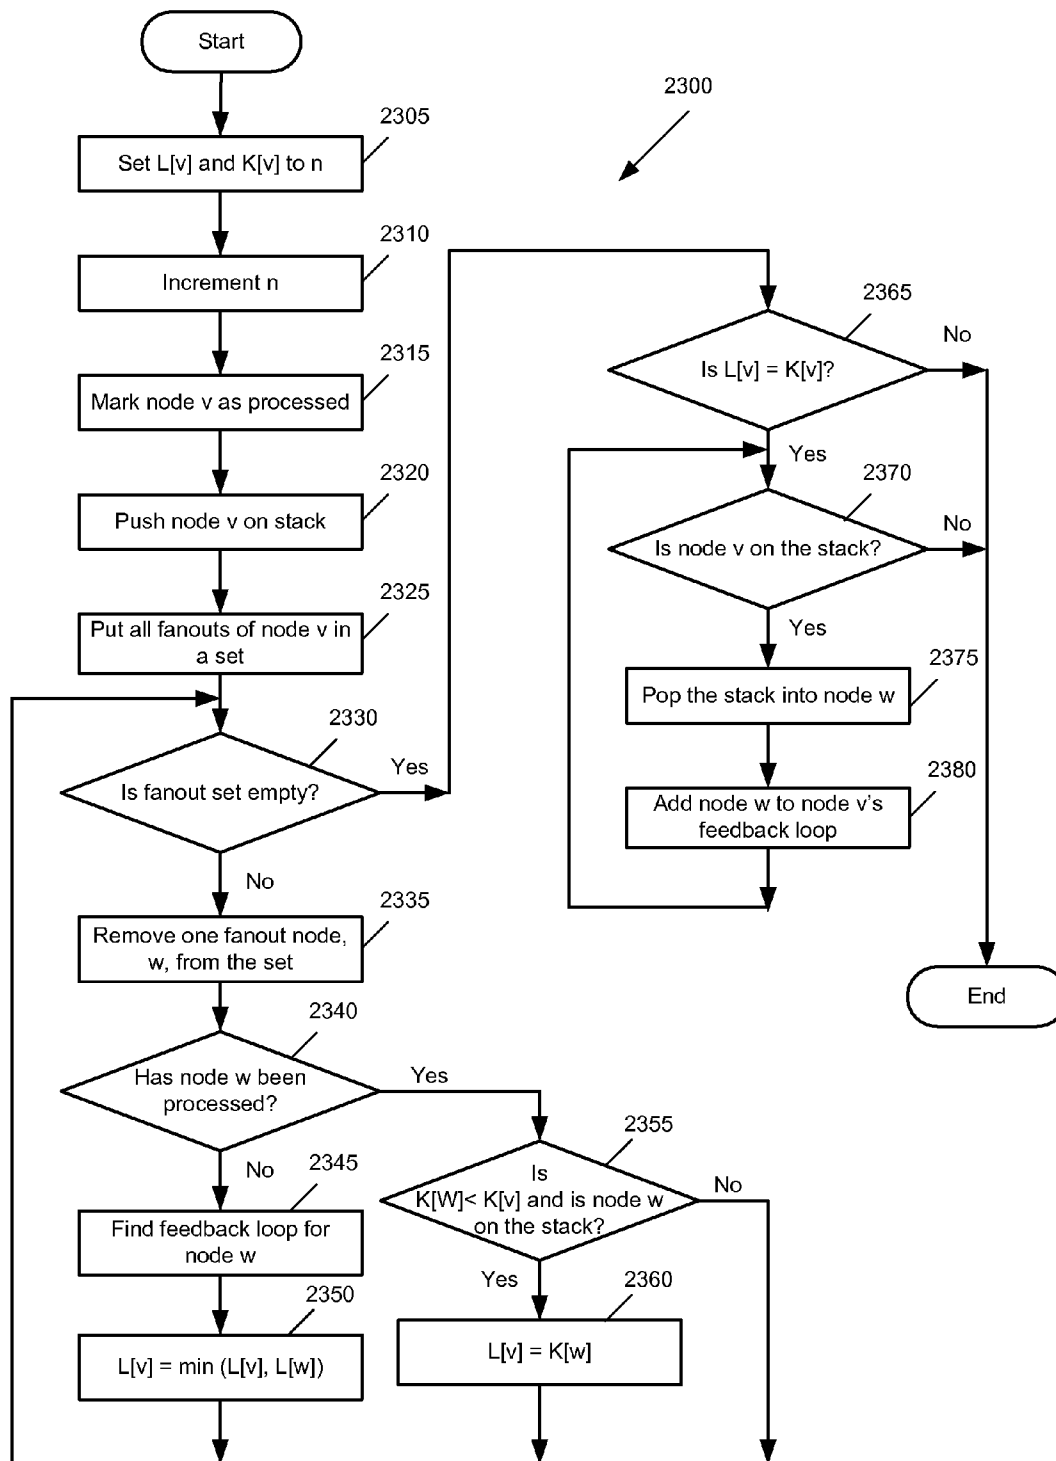 Start
2300
2305
Set L[v] and K[v] to n
2310
Increment n
2315
Mark node v as processed
2320
Push node v on stack
2325
Put all fanouts of node v in
a set
2330
Is fanout set empty?
Yes
No
2335
Remove one fanout node,
w, from the set
2340
Has node w been
processed?
Yes
No
2345
Find feedback loop for
node w
2350
L[v] = min (L[v], L[w])
2355
Is
K[W]< K[v] and is node w
on the stack?
No
Yes
2360
L[v] = K[w]
2365
Is L[v] = K[v]?
No
Yes
2370
Is node v on the stack?
No
Yes
2375
Pop the stack into node w
2380
Add node w to node v's
feedback loop
End